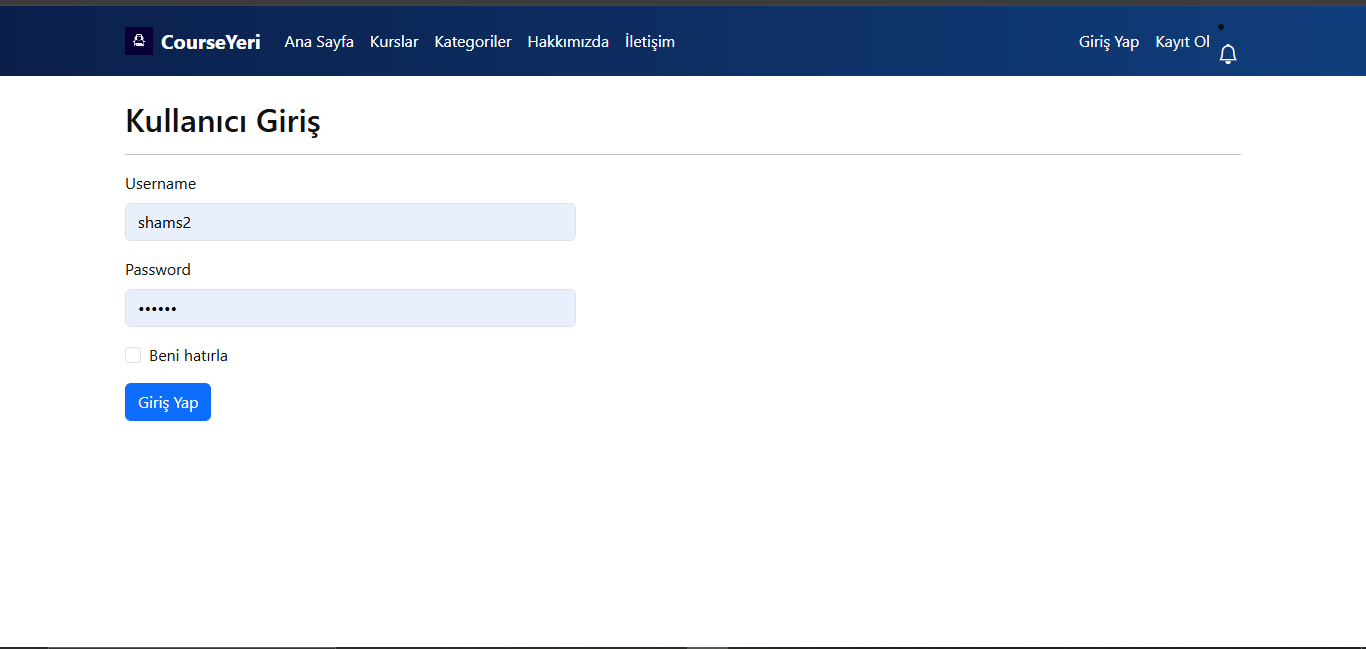 CourseYeri Ana Sayfa Kurslar Kategoriler Hakkımızda İletişim Giriş Yap Kayıt Ol
Kullanıcı Giriş
Username
shams2
Password
••••••
Beni hatırla
Giriş Yap